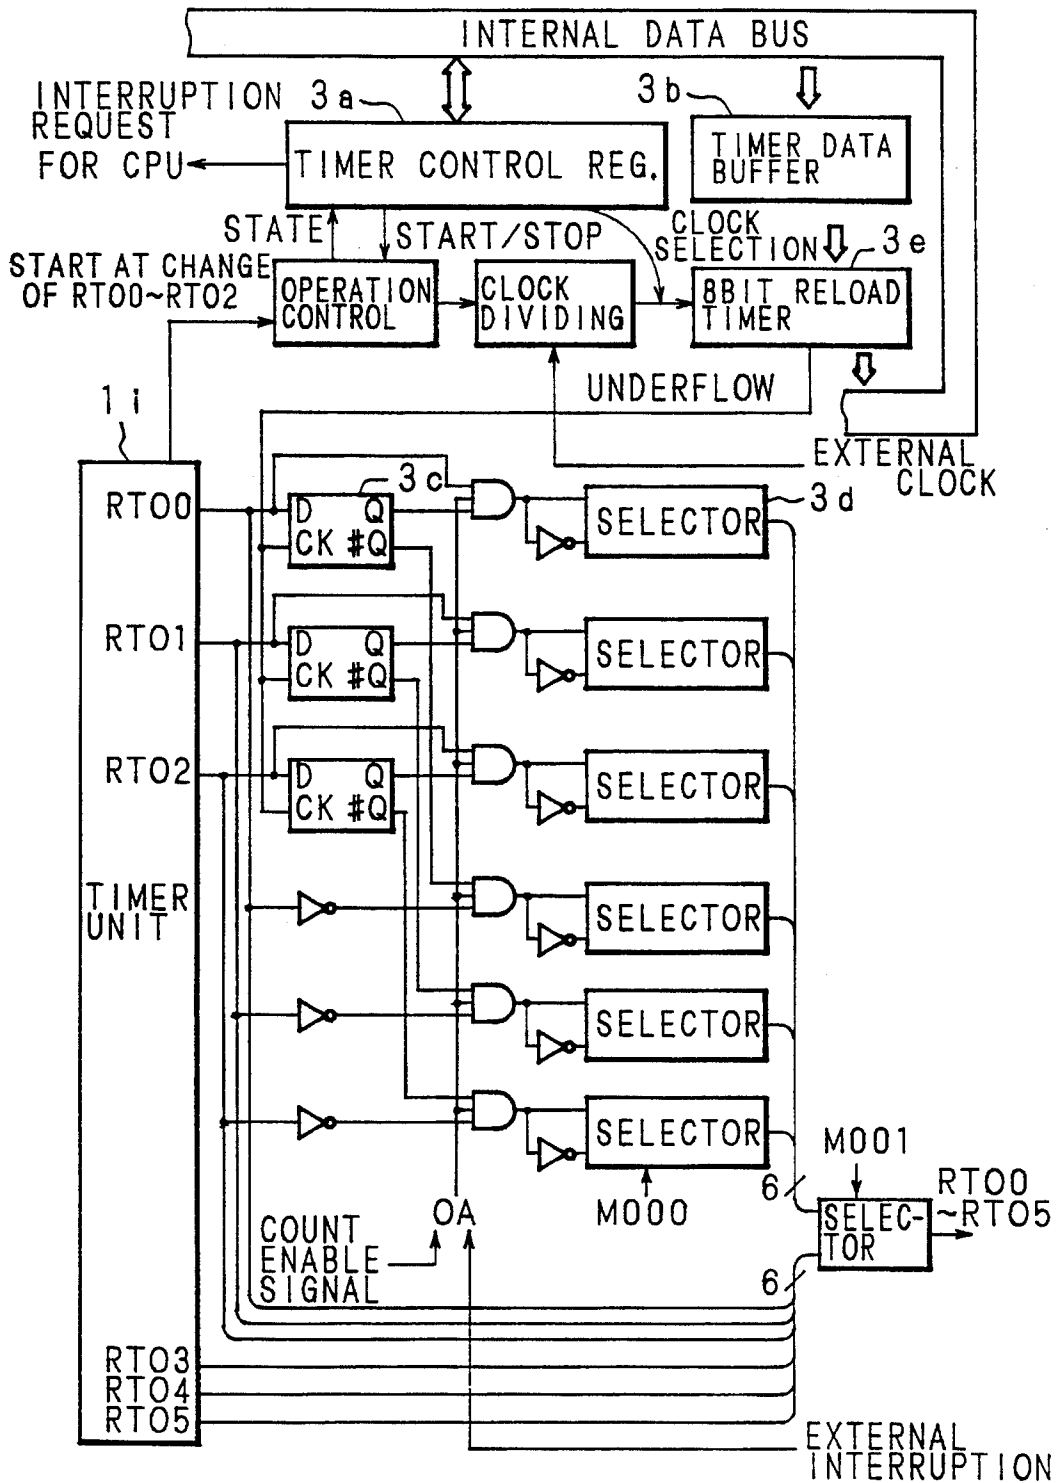 INTERNAL DATA BUS
INTERRUPTION
REQUEST
FOR CPU
3a
TIMER CONTROL REG.
3b
TIMER DATA
BUFFER
STATE
START/STOP
CLOCK
SELECTION
3e
START AT CHANGE
OF RTO0~RTO2
OPERATION
CONTROL
CLOCK
DIVIDING
8BIT RELOAD
TIMER
UNDERFLOW
1i
EXTERNAL
CLOCK
RTO0
D Q
CK #Q
3c
SELECTOR
3d
RTO1
D Q
CK #Q
SELECTOR
RTO2
D Q
CK #Q
SELECTOR
TIMER
UNIT
SELECTOR
SELECTOR
SELECTOR
M000
OA
COUNT
ENABLE
SIGNAL
6
M001
SELEC-
TOR
RTO0
~RTO5
6
RTO3
RTO4
RTO5
EXTERNAL
INTERRUPTION